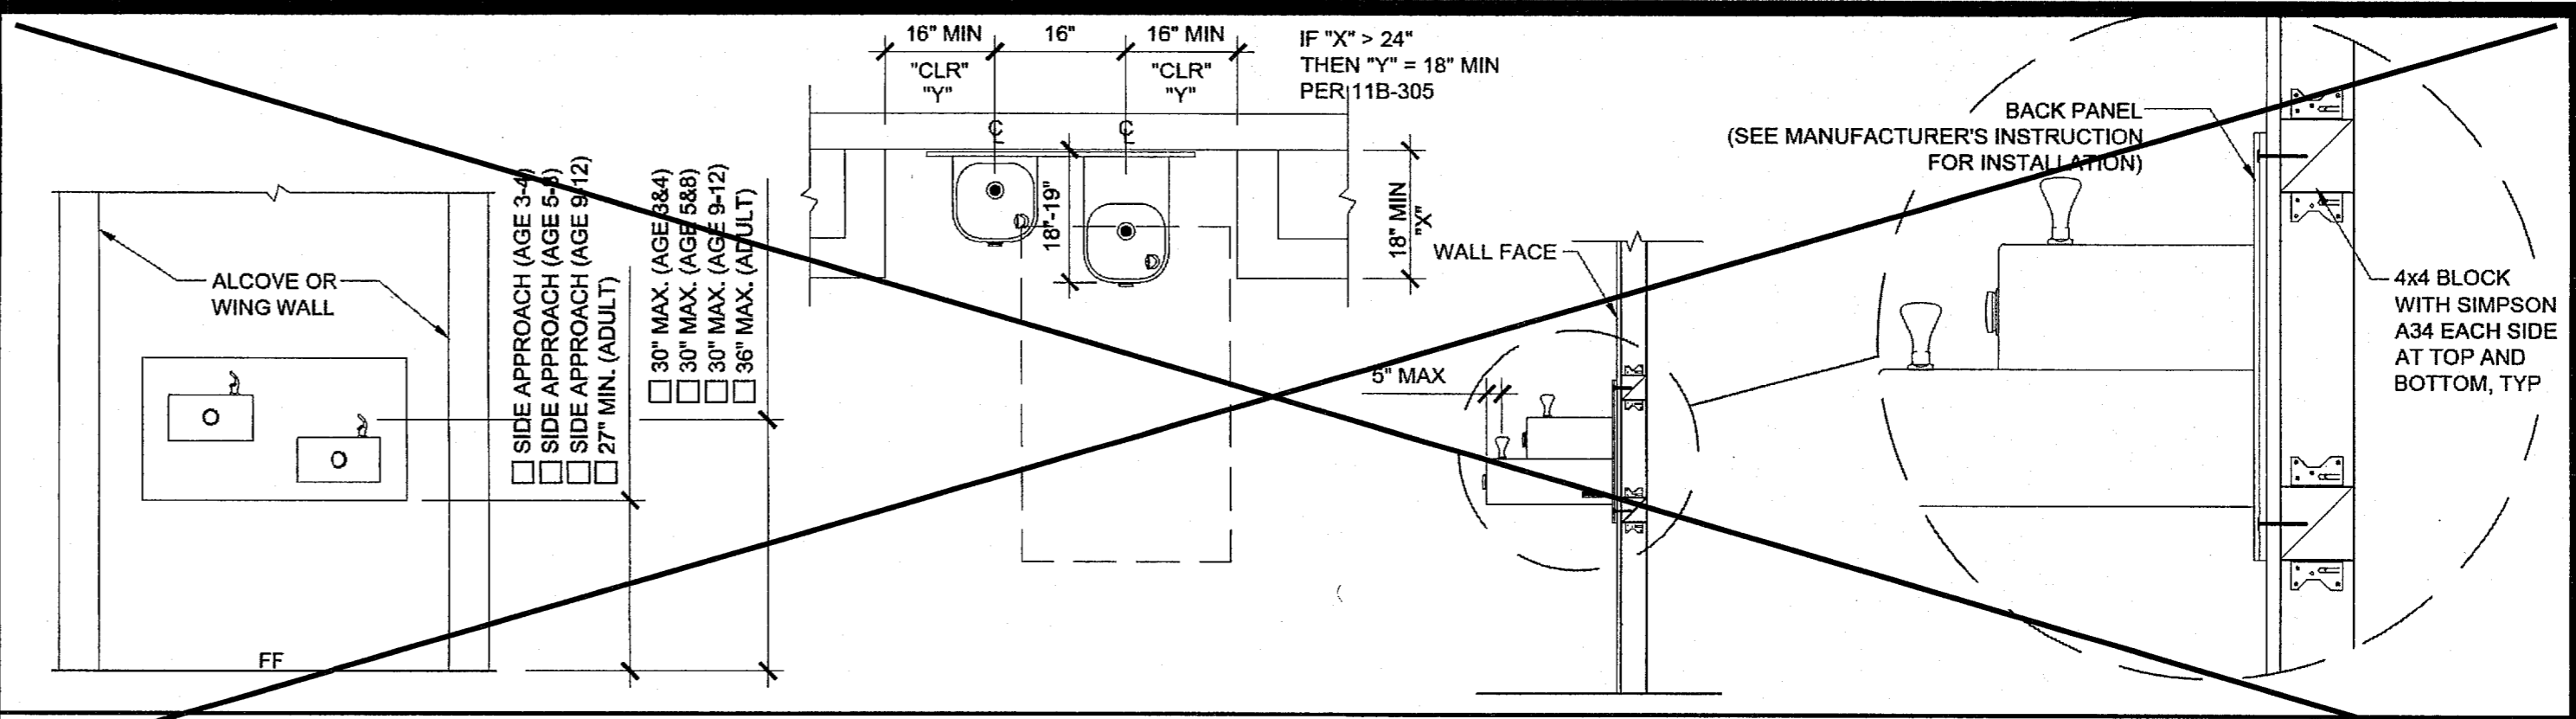 ALCOVE OR
WING WALL
FF
SIDE APPROACH (AGE 3-4)
SIDE APPROACH (AGE 5-8)
SIDE APPROACH (AGE 9-12)
27" MIN. (ADULT)
30" MAX. (AGE 3&4)
30" MAX. (AGE 5&8)
30" MAX. (AGE 9-12)
36" MAX. (ADULT)
16" MIN
"CLR"
"Y"
16"
16" MIN
"CLR"
"Y"
IF "X" > 24"
THEN "Y" = 18" MIN
PER 11B-305
18"-19"
18" MIN
"X"
WALL FACE
5" MAX
BACK PANEL
(SEE MANUFACTURER'S INSTRUCTION
FOR INSTALLATION)
4x4 BLOCK
WITH SIMPSON
A34 EACH SIDE
AT TOP AND
BOTTOM, TYP